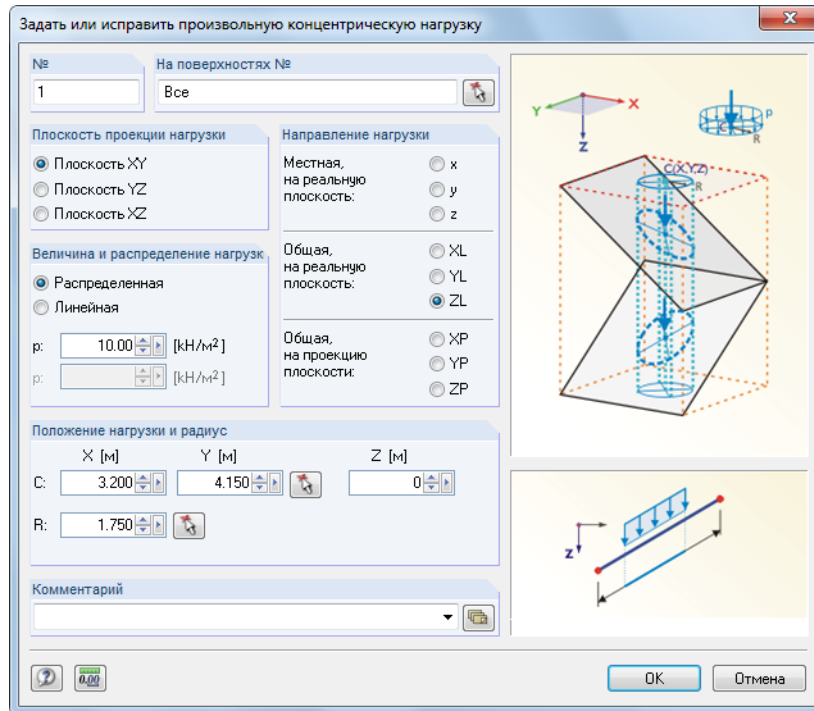 Задать или исправить произвольную концентрическую нагрузку
№
На поверхностях №
1
Все
Плоскость проекции нагрузки
Плоскость XY
Плоскость YZ
Плоскость XZ
Направление нагрузки
Местная,
на реальную
плоскость:
x
y
z
Общая,
на реальную
плоскость:
XL
YL
ZL
Общая,
на проекцию
плоскости:
XP
YP
ZP
Величина и распределение нагрузк
Распределенная
Линейная
p: 10.00 [kH/м²]
p: [kH/м²]
Положение нагрузки и радиус
X [м] Y [м] Z [м]
C: 3.200 4.150 0
R: 1.750
Комментарий
Y X Z
C R p
C(X,Y,Z)
R
Z
0.00
OK
Отмена